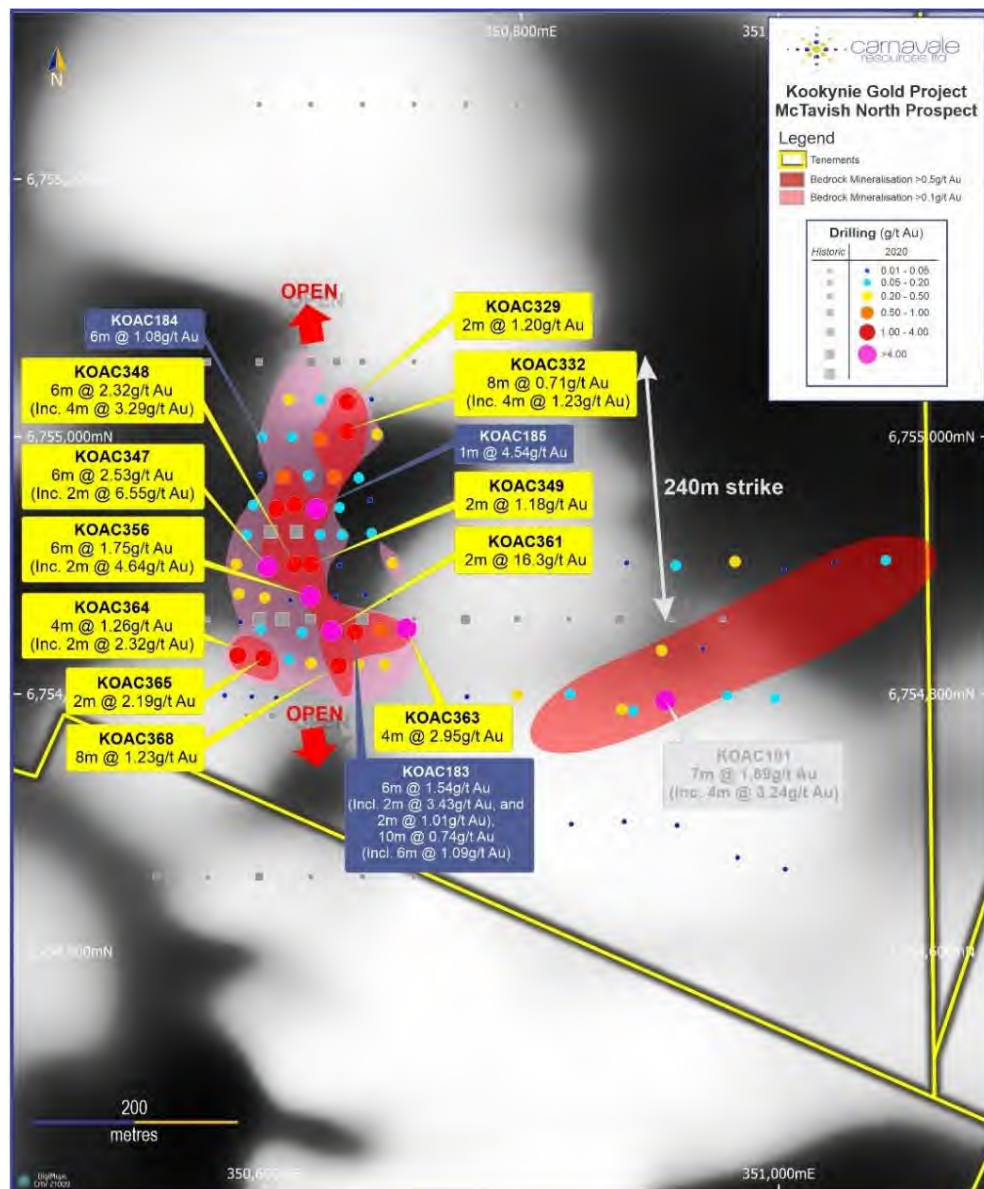 350,800mE
351
carnavale
resources ltd
Kookynie Gold Project
McTavish North Prospect
Legend
Tenements
Bedrock Mineralisation >0.5g/t Au
Bedrock Mineralisation >0.1g/t Au
Drilling (g/t Au)
Historic 2020
0.01 - 0.05
0.05 - 0.20
0.20 - 0.50
0.50 - 1.00
1.00 - 4.00
>4.00
N
OPEN
KOAC184
6m @ 1.08g/t Au
KOAC329
2m @ 1.20g/t Au
KOAC348
6m @ 2.32g/t Au
(Inc. 4m @ 3.29g/t Au)
KOAC332
8m @ 0.71g/t Au
(Inc. 4m @ 1.23g/t Au)
6,755,000mN
6,755,000mN
KOAC185
1m @ 4.54g/t Au
KOAC347
6m @ 2.53g/t Au
(Inc. 2m @ 6.55g/t Au)
KOAC349
2m @ 1.18g/t Au
240m strike
KOAC356
6m @ 1.75g/t Au
(Inc. 2m @ 4.64g/t Au)
KOAC361
2m @ 16.3g/t Au
KOAC364
4m @ 1.26g/t Au
(Inc. 2m @ 2.32g/t Au)
KOAC365
2m @ 2.19g/t Au
6,754,
6,754,800mN
OPEN
KOAC363
4m @ 2.95g/t Au
KOAC368
8m @ 1.23g/t Au
KOAC183
6m @ 1.54g/t Au
(Incl. 2m @ 3.43g/t Au, and
2m @ 1.01g/t Au),
10m @ 0.74g/t Au
(Incl. 6m @ 1.09g/t Au)
KOAC191
7m @ 1.69g/t Au
(Inc. 4m @ 3.24g/t Au)
200
metres
350,600mE
351,000mE